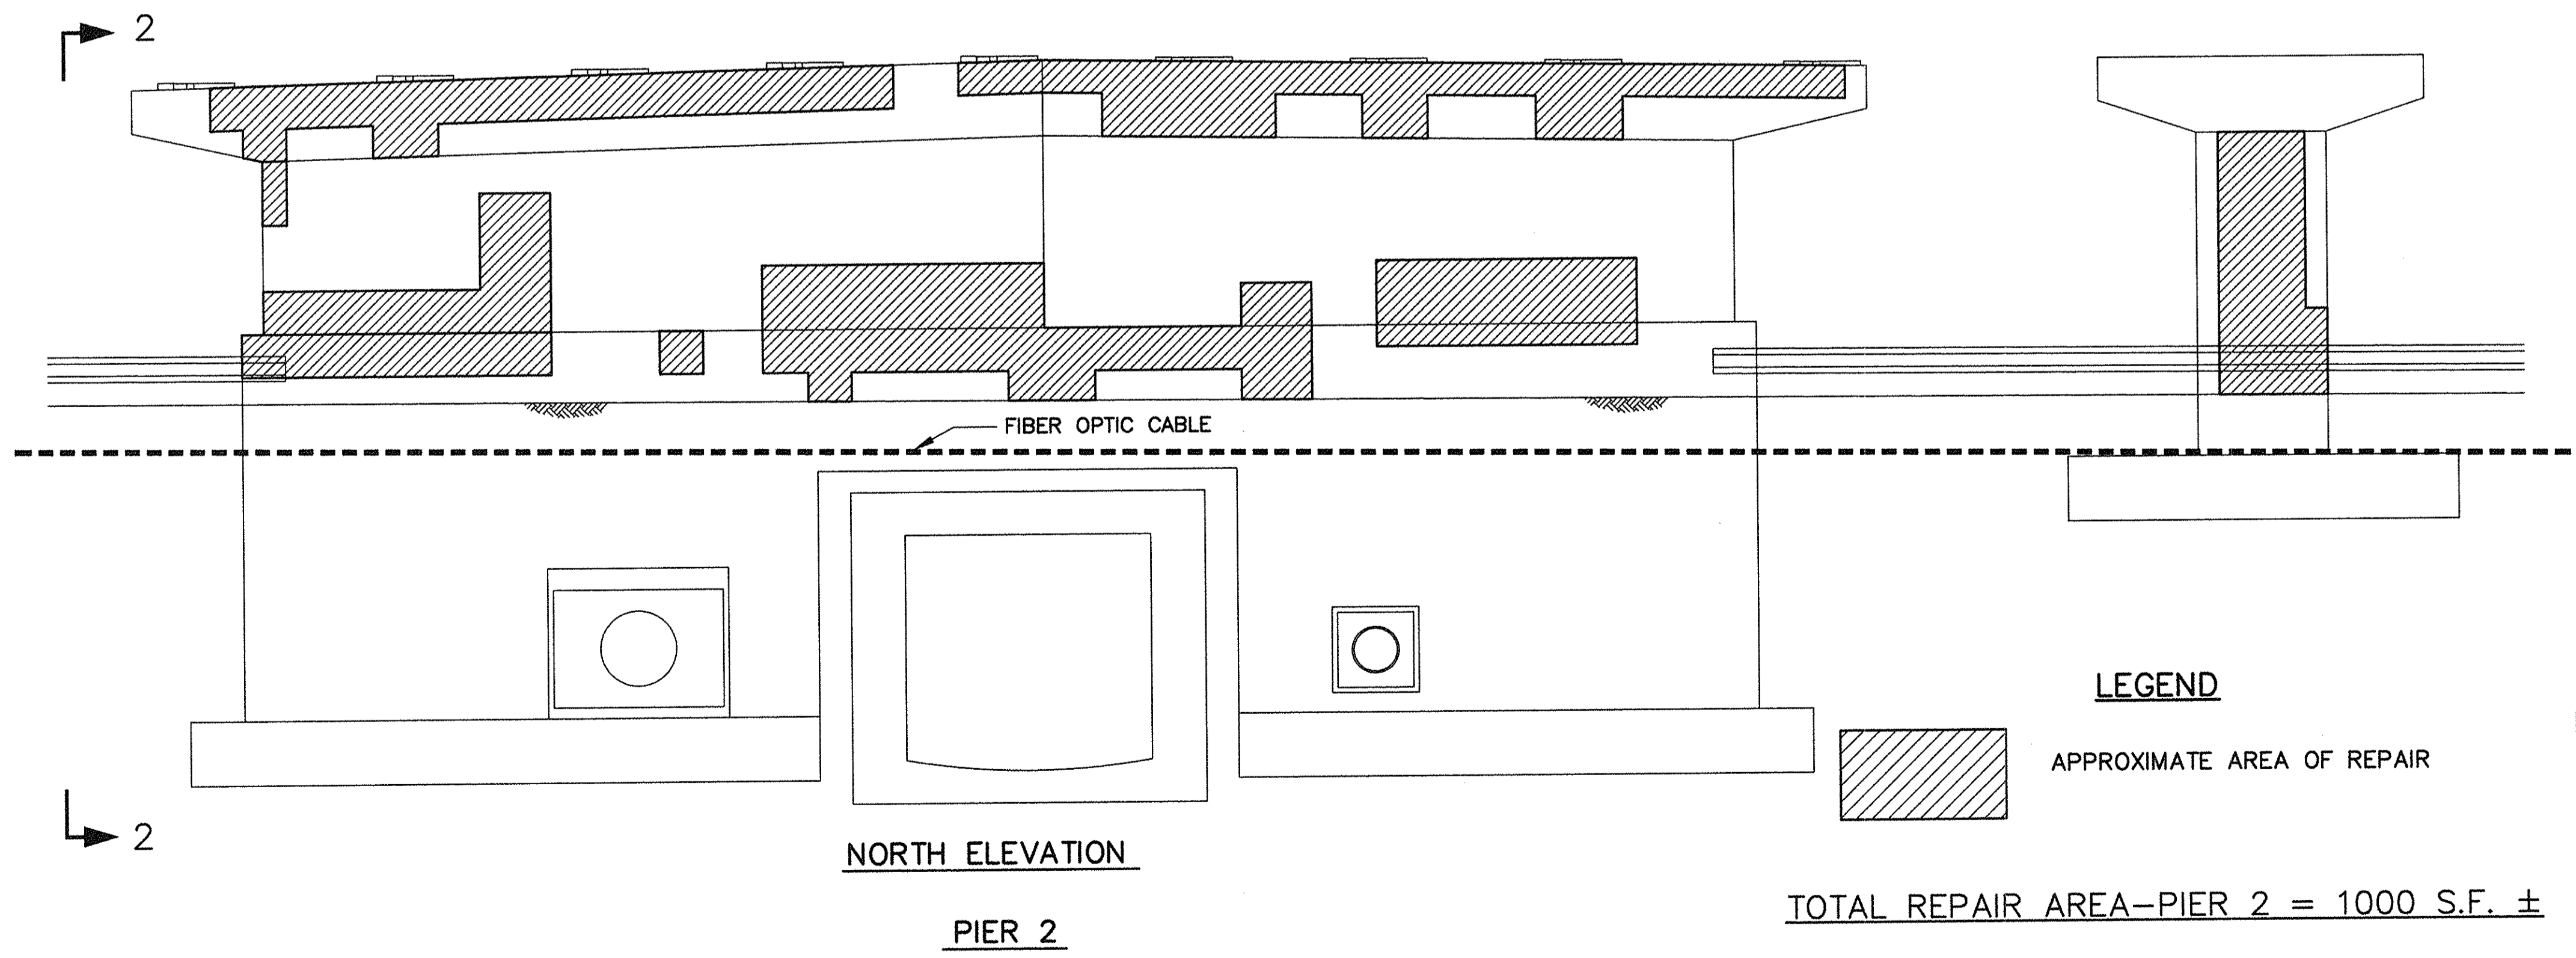 2
FIBER OPTIC CABLE
LEGEND
APPROXIMATE AREA OF REPAIR
2
NORTH ELEVATION
PIER 2
TOTAL REPAIR AREA-PIER 2 = 1000 S.F. ±